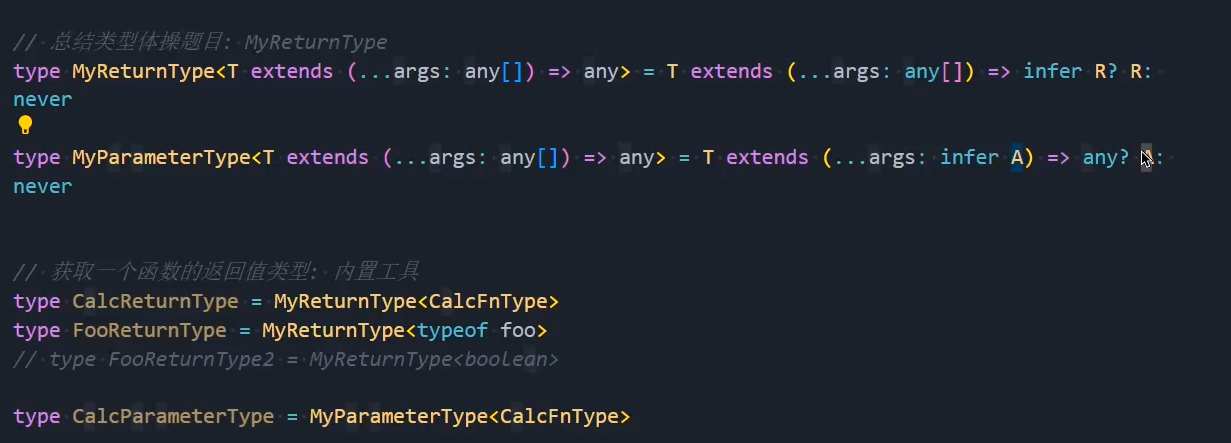 // 总结类型体操题目: MyReturnType
type MyReturnType<T extends (...args: any[]) => any> = T extends (...args: any[]) => infer R? R:
never
type MyParameterType<T extends (...args: any[]) => any> = T extends (...args: infer A) => any? A:
never
// 获取一个函数的返回值类型: 内置工具
type CalcReturnType = MyReturnType<CalcFnType>
type FooReturnType = MyReturnType<typeof foo>
// type FooReturnType2 = MyReturnType<boolean>
type CalcParameterType = MyParameterType<CalcFnType>